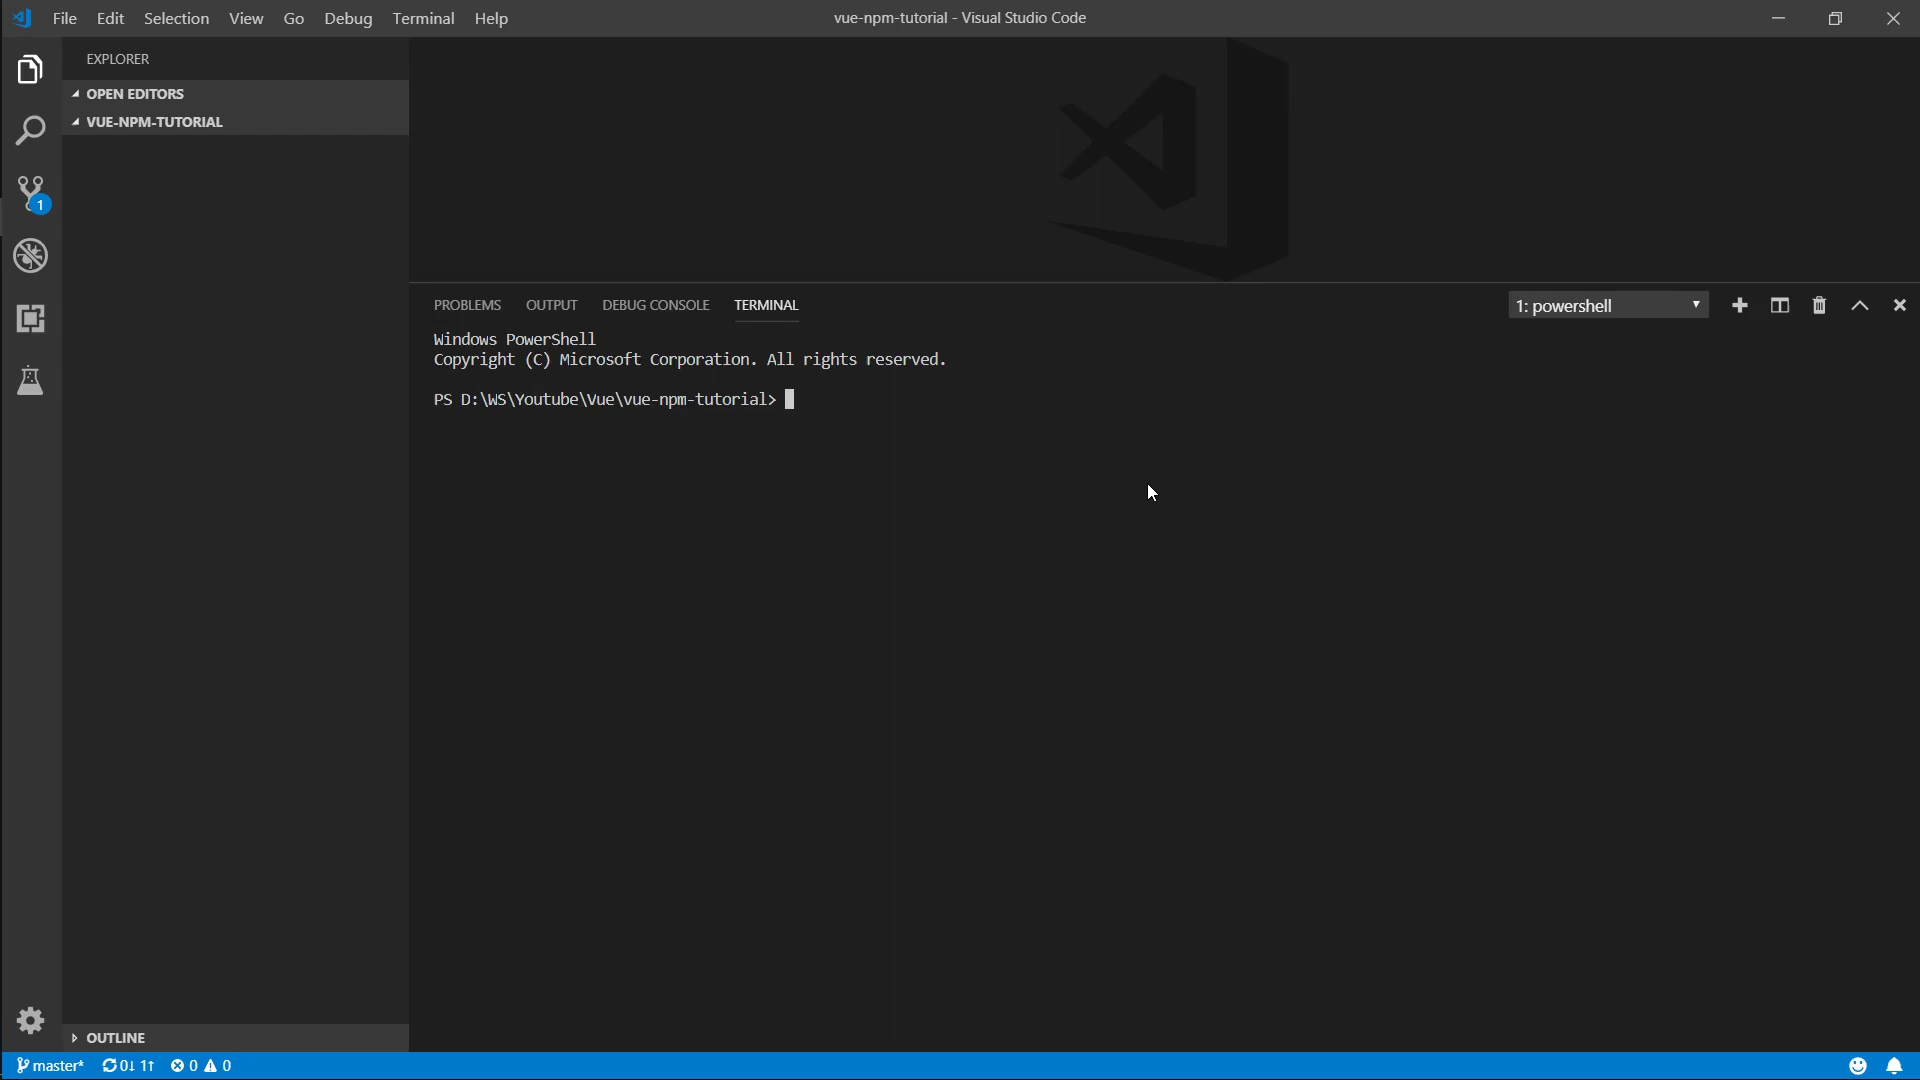 File Edit Selection View Go Debug Terminal Help
vue-npm-tutorial - Visual Studio Code
EXPLORER
OPEN EDITORS
VUE-NPM-TUTORIAL
1
PROBLEMS OUTPUT DEBUG CONSOLE TERMINAL
1: powershell
Windows PowerShell
Copyright (C) Microsoft Corporation. All rights reserved.
PS D:\WS\Youtube\Vue\vue-npm-tutorial>
OUTLINE
master* 0↓ 1↑ 0 0